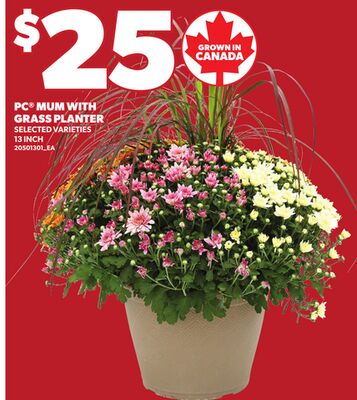 $25
GROWN IN
CANADA
PC® MUM WITH
GRASS PLANTER
SELECTED VARIETIES
13 INCH
20501301_EA